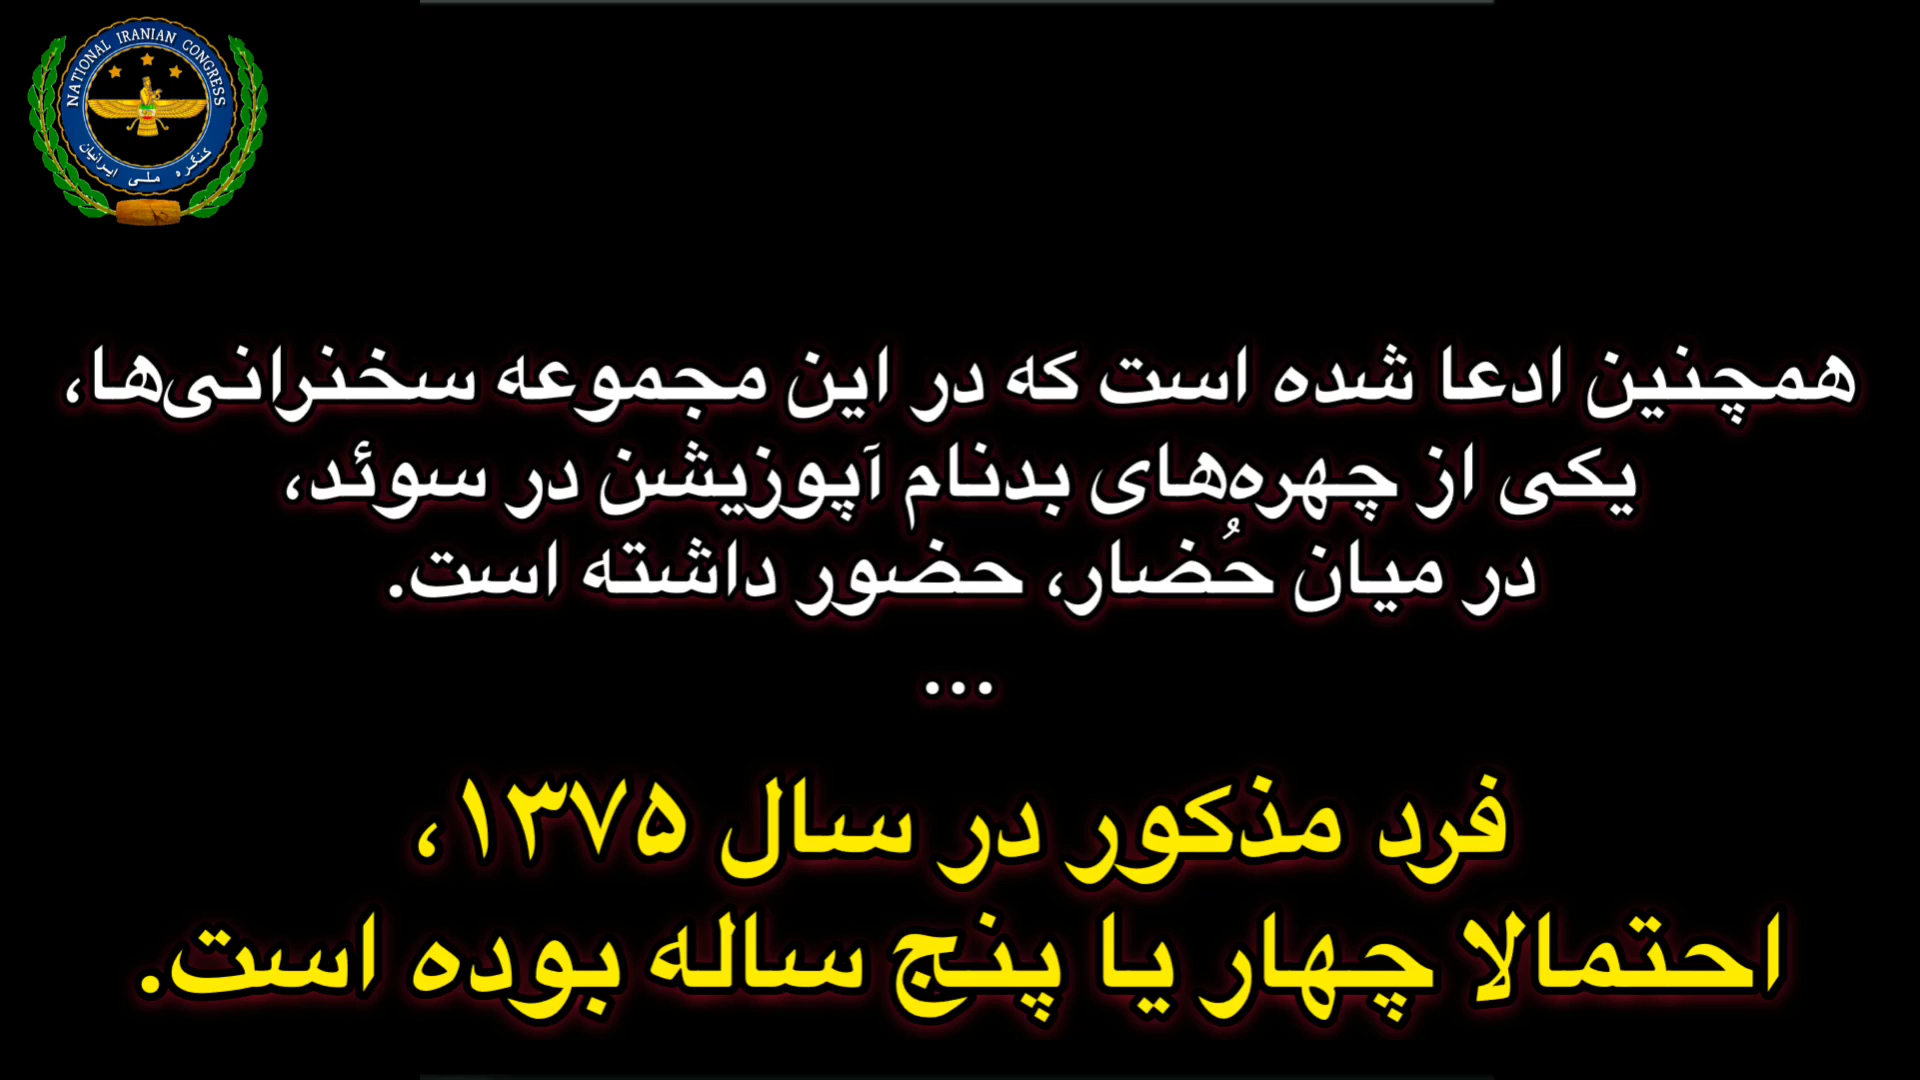 NATIONAL IRANIAN CONGRESS
کنگره ملی ایرانیان
همچنین ادعا شده است که در این مجموعه سخنرانی‌ها،
یکی از چهره‌های بدنام آپوزیشن در سوئد،
در میان حُضار، حضور داشته است.
...
فرد مذکور در سال ۱۳۷۵،
احتمالا چهار یا پنج ساله بوده است.